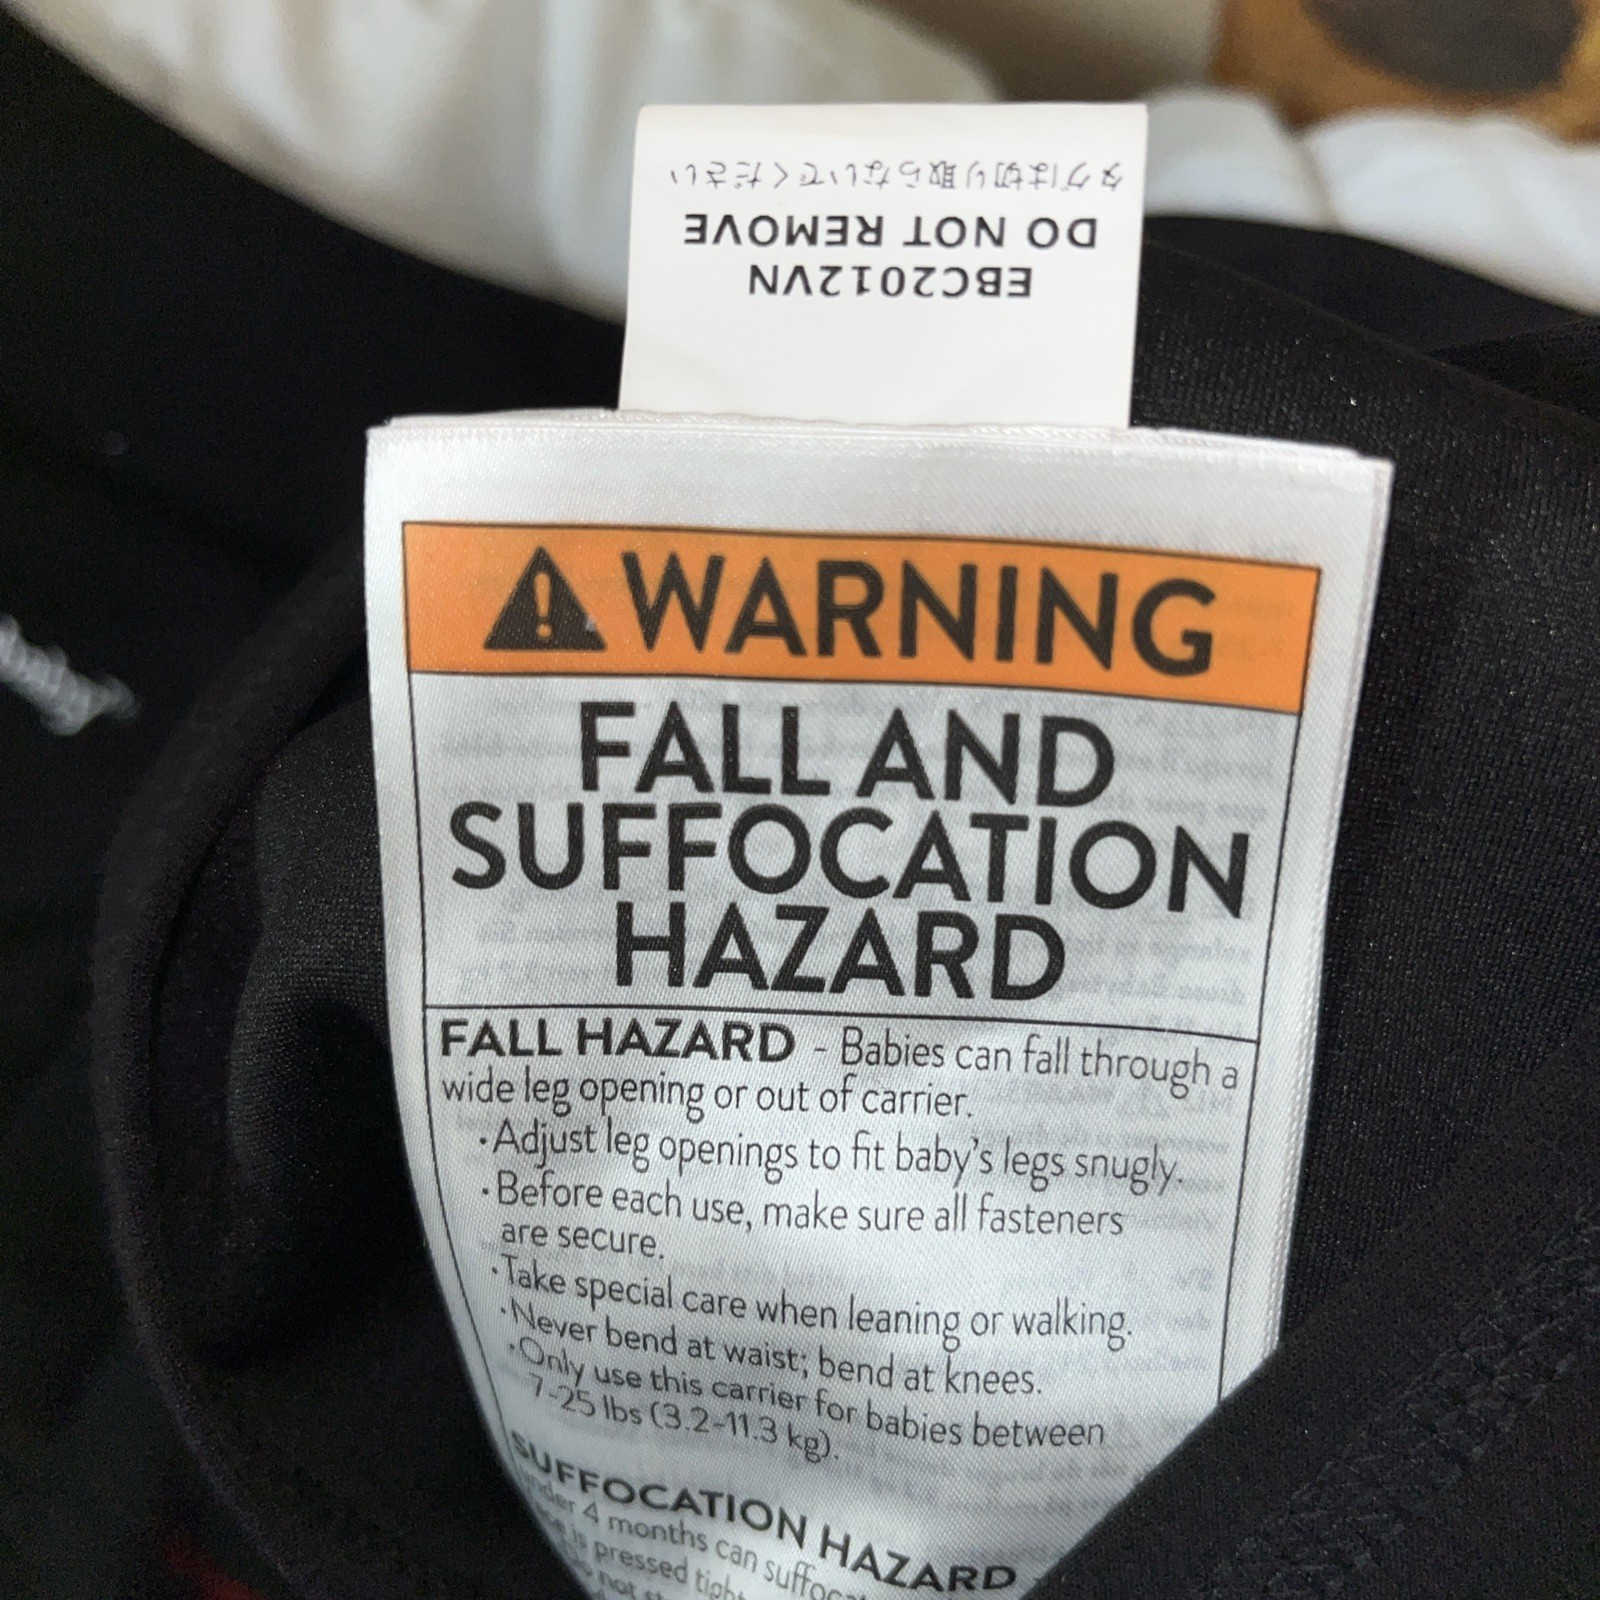 タグは切り取らないでください
DO NOT REMOVE
EBC2012VN
WARNING
FALL AND
SUFFOCATION
HAZARD
FALL HAZARD - Babies can fall through a
wide leg opening or out of carrier.
·Adjust leg openings to fit baby's legs snugly.
·Before each use, make sure all fasteners
are secure.
·Take special care when leaning or walking.
·Never bend at waist; bend at knees.
·Only use this carrier for babies between
7-25 lbs (3.2-11.3 kg).
SUFFOCATION HAZARD
4 months can
is pressed
not